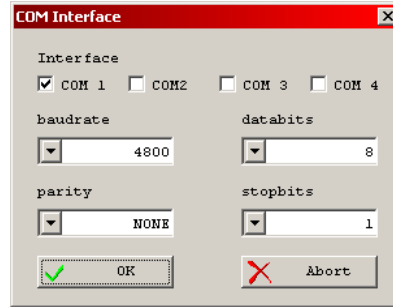 COM Interface
Interface
COM 1 COM2 COM 3 COM 4
baudrate databits
4800 8
parity stopbits
NONE 1
OK Abort